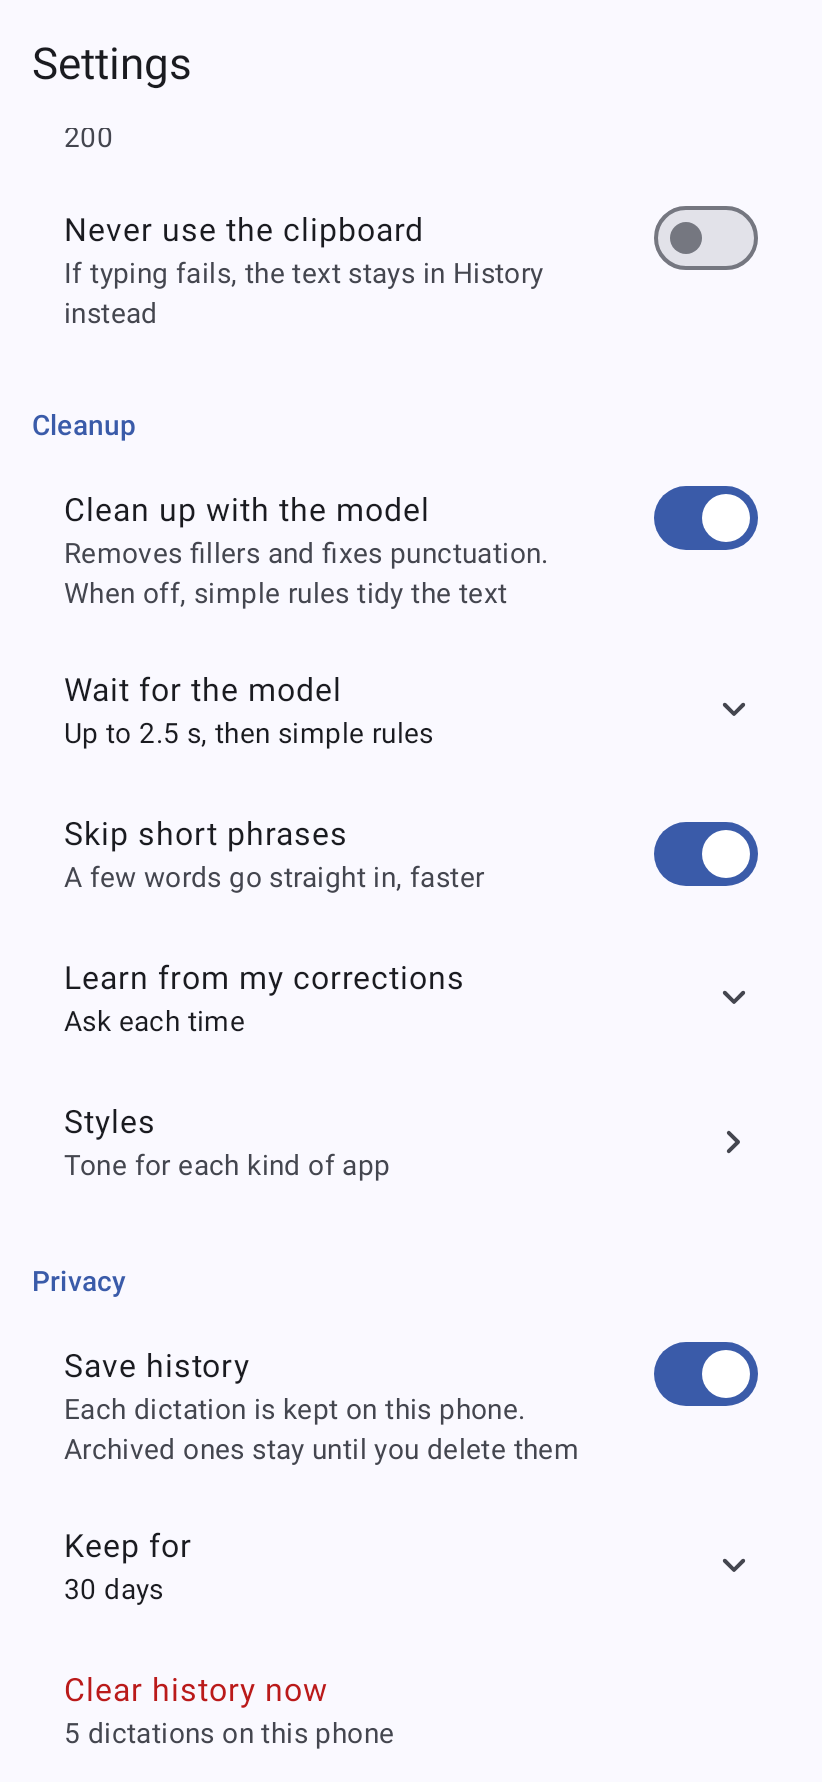 Settings
200
Never use the clipboard
If typing fails, the text stays in History
instead
Cleanup
Clean up with the model
Removes fillers and fixes punctuation.
When off, simple rules tidy the text
Wait for the model
Up to 2.5 s, then simple rules
Skip short phrases
A few words go straight in, faster
Learn from my corrections
Ask each time
Styles
Tone for each kind of app
Privacy
Save history
Each dictation is kept on this phone.
Archived ones stay until you delete them
Keep for
30 days
Clear history now
5 dictations on this phone